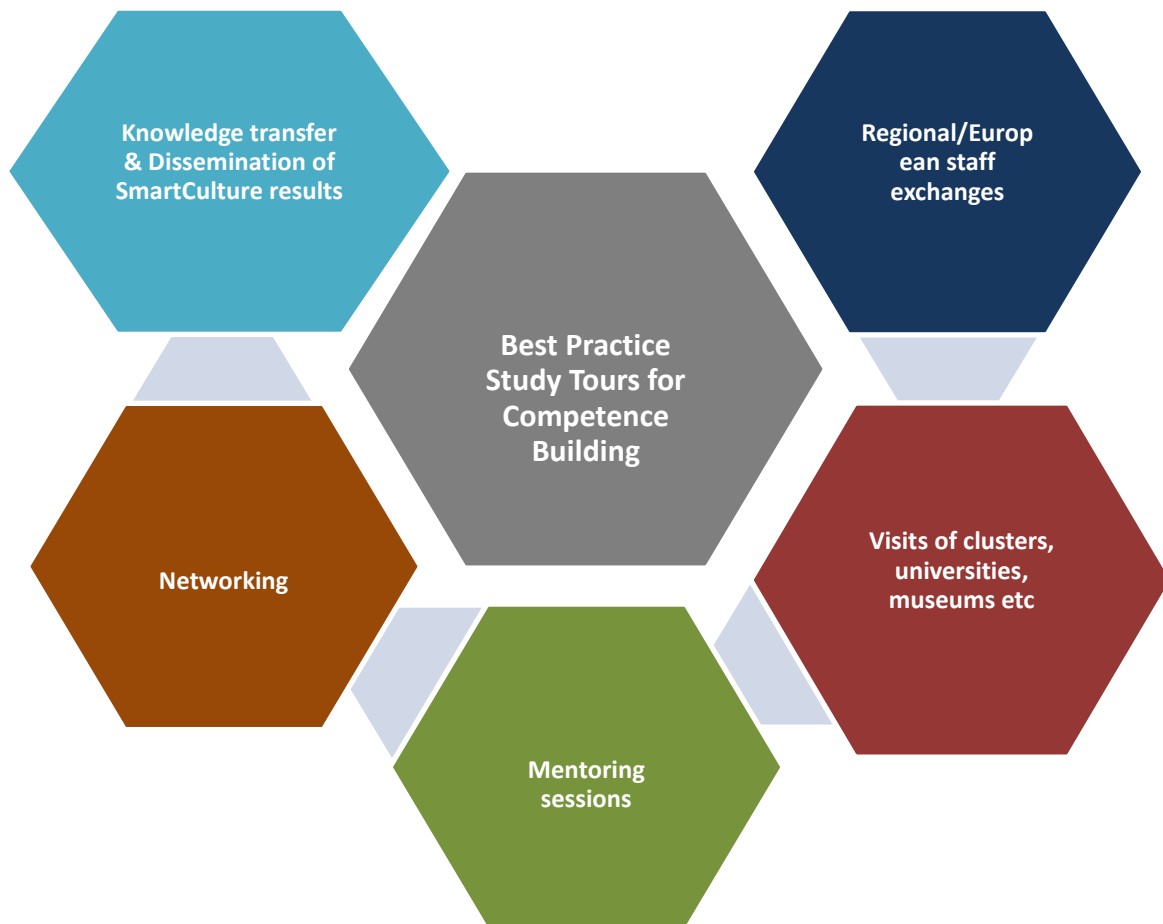 Knowledge transfer
& Dissemination of
SmartCulture results
Regional/Europ
ean staff
exchanges
Best Practice
Study Tours for
Competence
Building
Networking
Visits of clusters,
universities,
museums etc
Mentoring
sessions